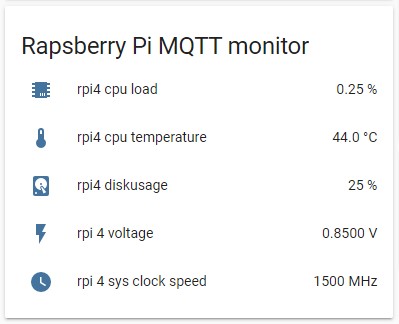 Rapsberry Pi MQTT monitor
rpi4 cpu load 0.25 %
rpi4 cpu temperature 44.0 °C
rpi4 diskusage 25 %
rpi 4 voltage 0.8500 V
rpi 4 sys clock speed 1500 MHz